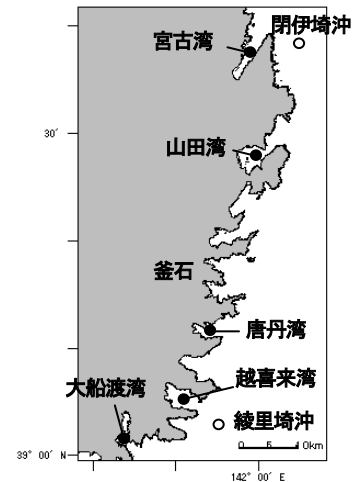 閉伊埼沖
宮古湾
30′
山田湾
釜石
唐丹湾
越喜来湾
大船渡湾
綾里埼沖
0 5 10km
39° 00′ N
142° 00′ E